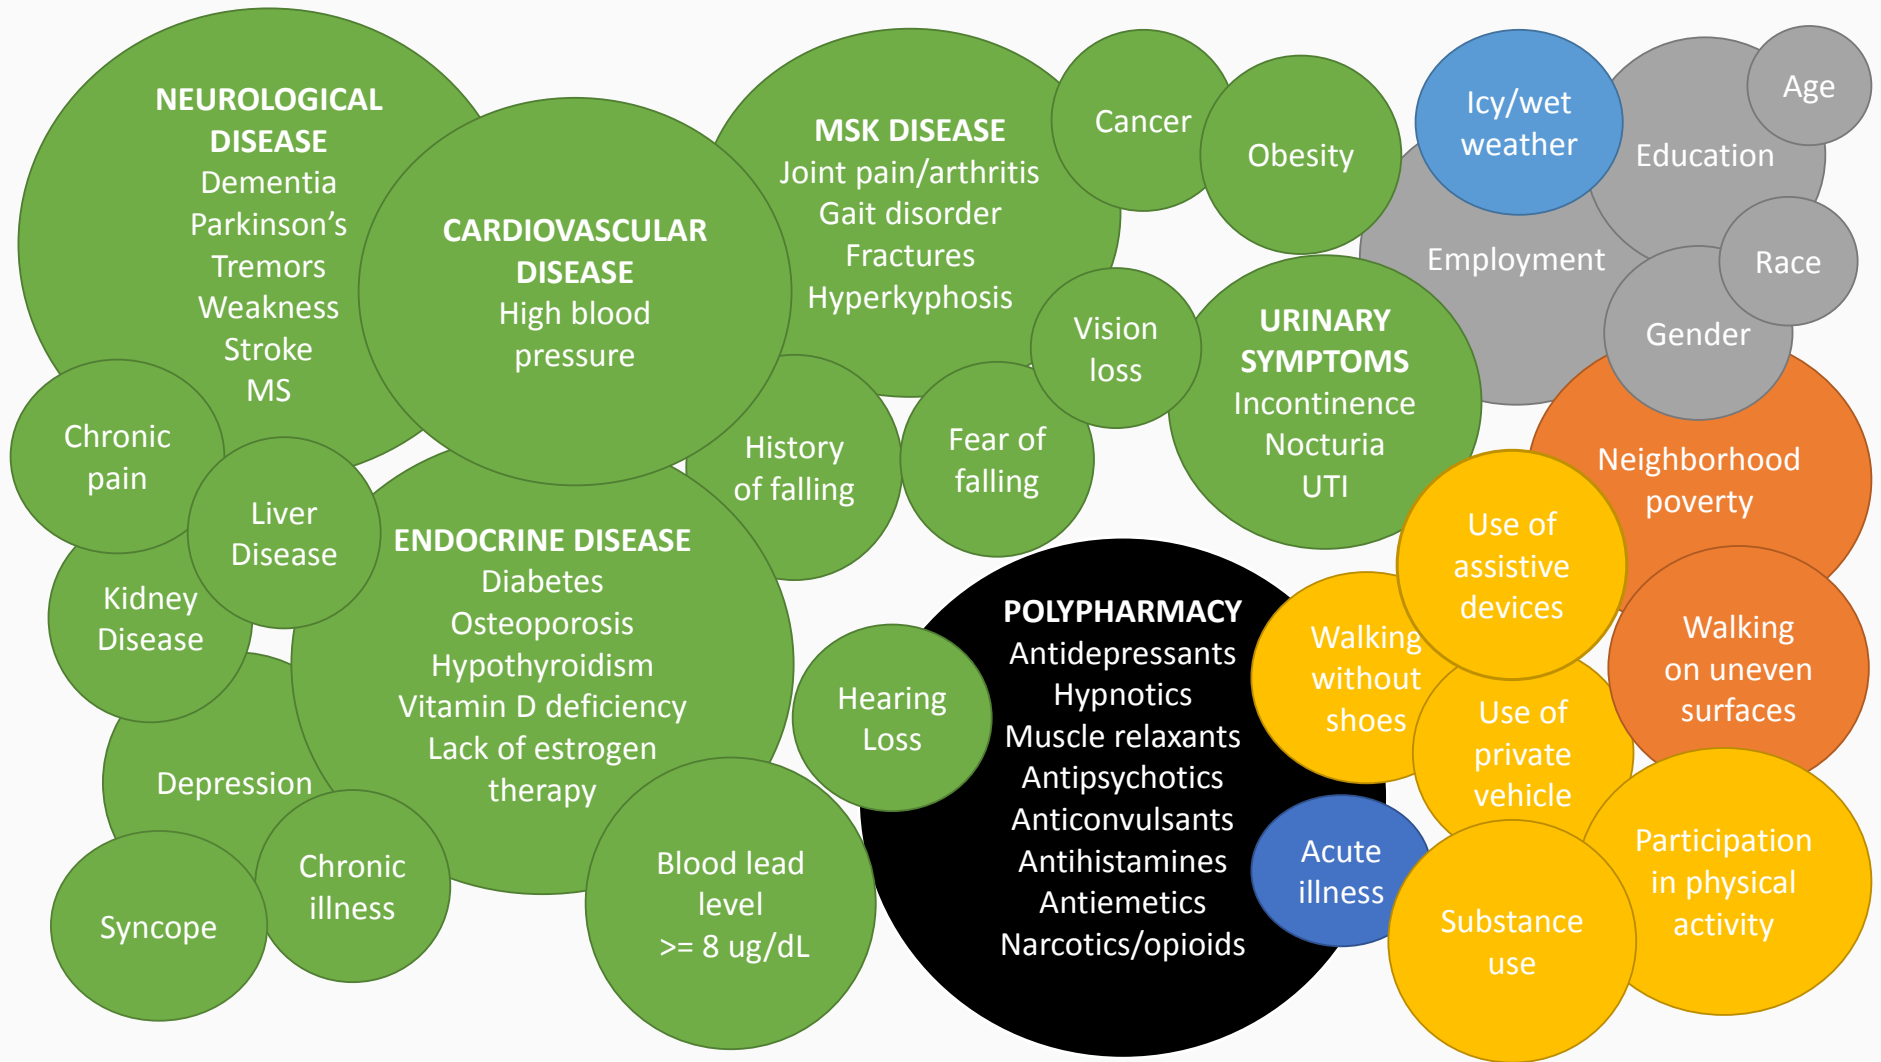 NEUROLOGICAL
DISEASE
Dementia
Parkinson’s
Tremors
Weakness
Stroke
MS
CARDIOVASCULAR
DISEASE
High blood
pressure
MSK DISEASE
Joint pain/arthritis
Gait disorder
Fractures
Hyperkyphosis
Cancer
Obesity
Icy/wet
weather
Education
Age
Employment
Race
Gender
Vision
loss
URINARY
SYMPTOMS
Incontinence
Nocturia
UTI
Chronic
pain
Liver
Disease
Kidney
Disease
History
of falling
Fear of
falling
Neighborhood
poverty
Use of
assistive
devices
ENDOCRINE DISEASE
Diabetes
Osteoporosis
Hypothyroidism
Vitamin D deficiency
Lack of estrogen
therapy
Hearing
Loss
POLYPHARMACY
Antidepressants
Hypnotics
Muscle relaxants
Antipsychotics
Anticonvulsants
Antihistamines
Antiemetics
Narcotics/opioids
Walking
without
shoes
Use of
private
vehicle
Walking
on uneven
surfaces
Depression
Syncope
Chronic
illness
Blood lead
level
>= 8 ug/dL
Acute
illness
Substance
use
Participation
in physical
activity